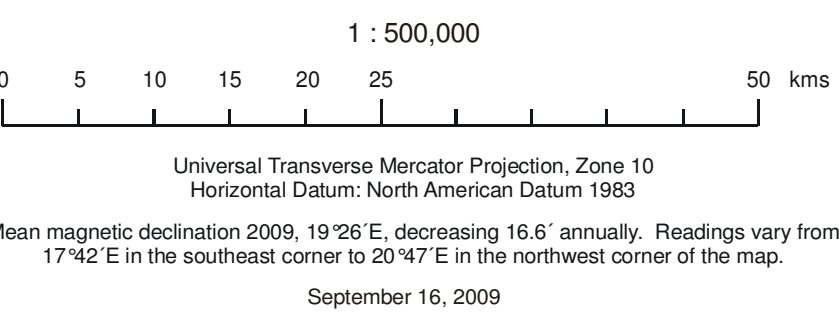 1 : 500,000
0 5 10 15 20 25 50 kms
Universal Transverse Mercator Projection, Zone 10
Horizontal Datum: North American Datum 1983
Mean magnetic declination 2009, 19°26´E, decreasing 16.6´ annually. Readings vary from
17°42´E in the southeast corner to 20°47´E in the northwest corner of the map.
September 16, 2009